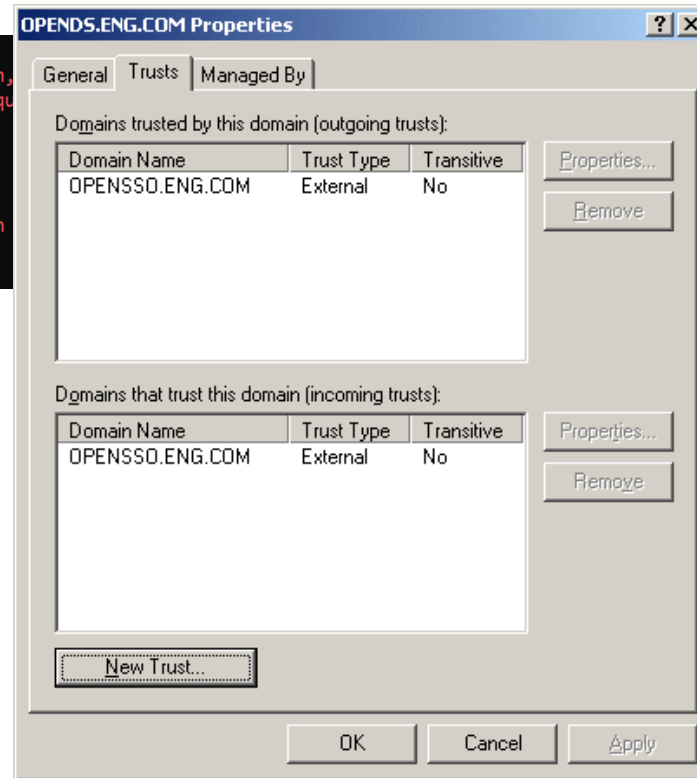 OPENDS.ENG.COM Properties
General Trusts Managed By
Domains trusted by this domain (outgoing trusts):
Domain Name Trust Type Transitive
OPENSSO.ENG.COM External No
Properties...
Remove
Domains that trust this domain (incoming trusts):
Domain Name Trust Type Transitive
OPENSSO.ENG.COM External No
Properties...
Remove
New Trust...
OK Cancel Apply